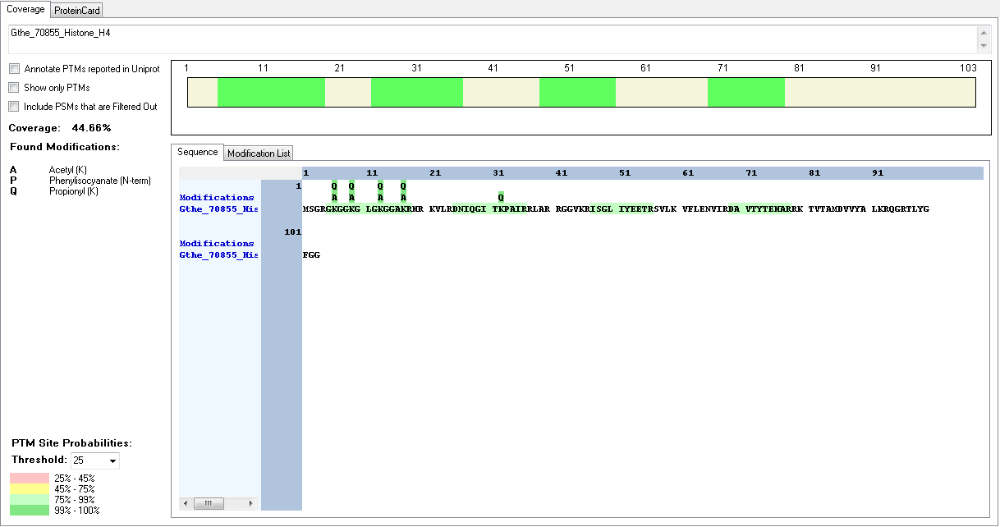 Coverage ProteinCard
Gthe_70855_Histone_H4
Annotate PTMs reported in Uniprot
Show only PTMs
Include PSMs that are Filtered Out
Coverage: 44.66%
Found Modifications:
A Acetyl (K)
P Phenylisocyanate (N-term)
Q Propionyl (K)
1 11 21 31 41 51 61 71 81 91 103
Sequence Modification List
1 11 21 31 41 51 61 71 81 91
1 Q Q Q Q
Modifications A A A A Q
Gthe_70855_His MSGRGKGGKG LGKGGAKRHR KVLRDNIQGI TKPAIRRLAR RGGVKRISGL IYEETRSVLK VFLENVIRDA VTYTEHARRK TVTAMDVVYA LKRQGRTLYG
101
Modifications
Gthe_70855_His FGG
PTM Site Probabilities:
Threshold: 25
25% - 45%
45% - 75%
75% - 99%
99% - 100%